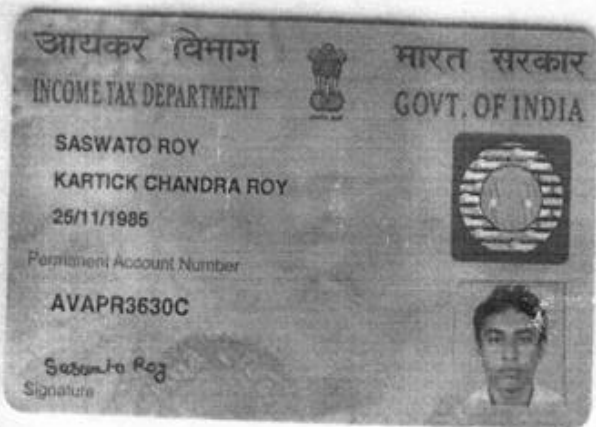 आयकर विभाग
भारत सरकार
INCOME TAX DEPARTMENT
GOVT. OF INDIA
SASWATO ROY
KARTICK CHANDRA ROY
25/11/1985
Permanent Account Number
AVAPR3630C
Saswato Roy
Signature